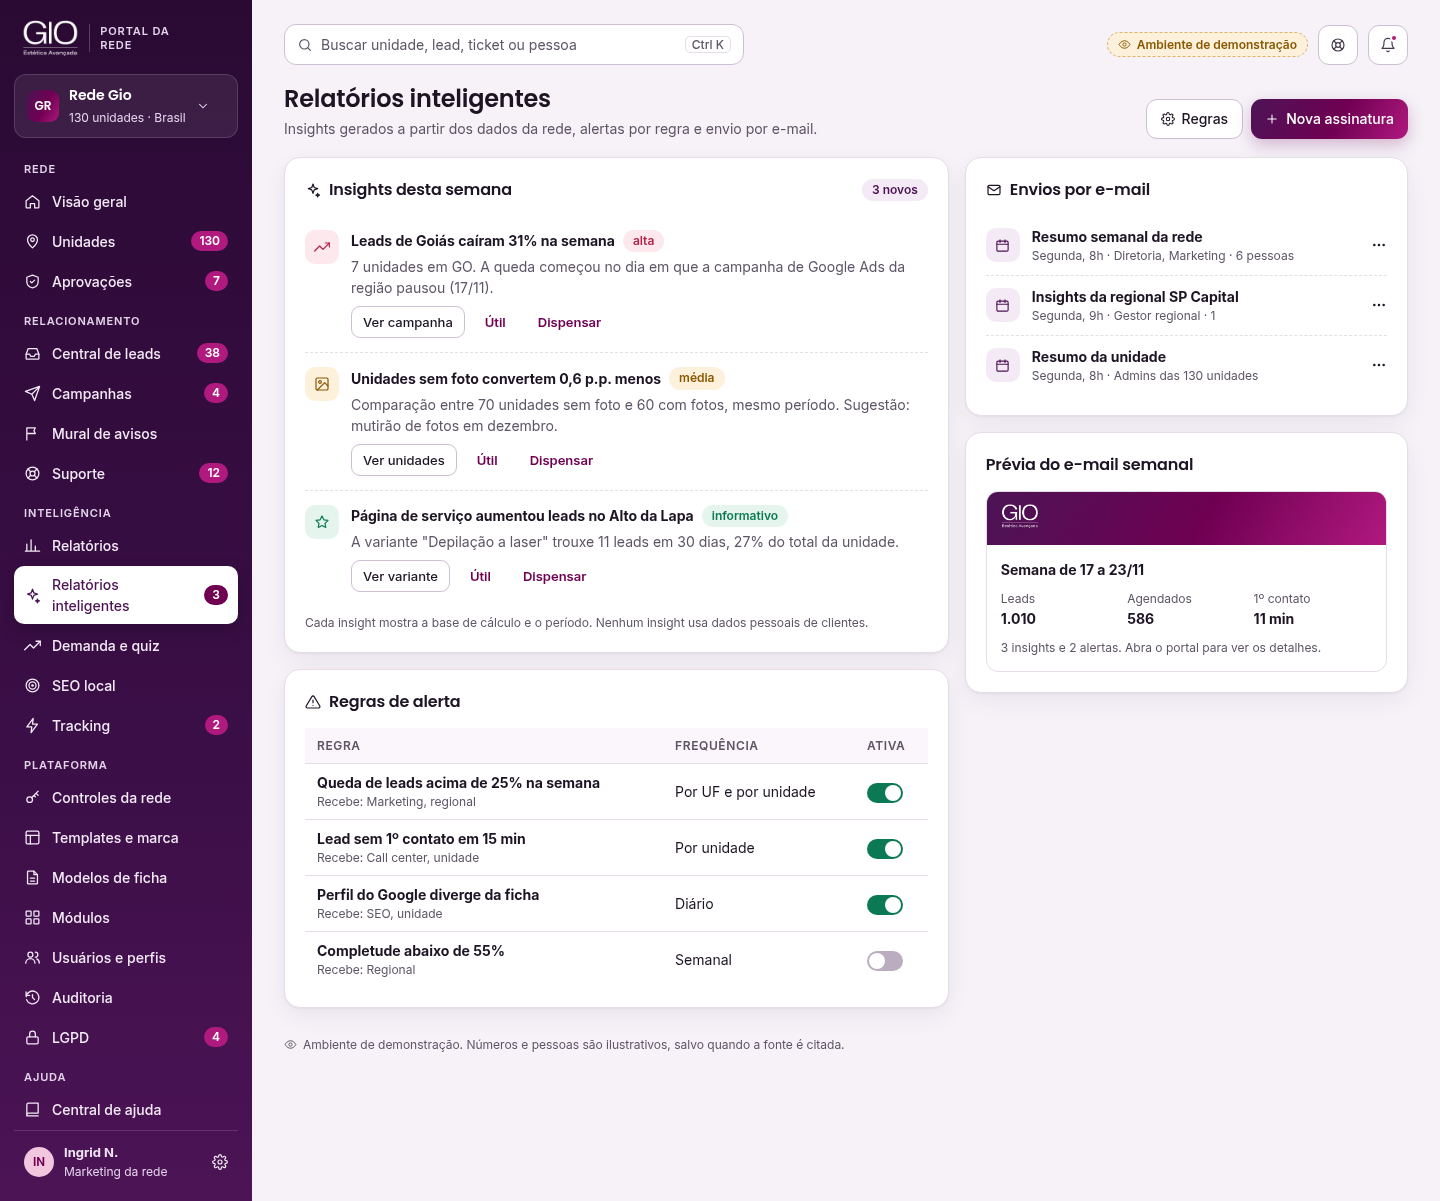 GIO
Estética Avançada
PORTAL DA
REDE
GR
Rede Gio
130 unidades · Brasil
REDE
Visão geral
Unidades 130
Aprovações 7
RELACIONAMENTO
Central de leads 38
Campanhas 4
Mural de avisos
Suporte 12
INTELIGÊNCIA
Relatórios
Relatórios
inteligentes 3
Demanda e quiz
SEO local
Tracking 2
PLATAFORMA
Controles da rede
Templates e marca
Modelos de ficha
Módulos
Usuários e perfis
Auditoria
LGPD 4
AJUDA
Central de ajuda
IN
Ingrid N.
Marketing da rede
Buscar unidade, lead, ticket ou pessoa Ctrl K
Ambiente de demonstração
Relatórios inteligentes
Insights gerados a partir dos dados da rede, alertas por regra e envio por e-mail.
Regras
Nova assinatura
Insights desta semana 3 novos
Leads de Goiás caíram 31% na semana alta
7 unidades em GO. A queda começou no dia em que a campanha de Google Ads da
região pausou (17/11).
Ver campanha Útil Dispensar
Unidades sem foto convertem 0,6 p.p. menos média
Comparação entre 70 unidades sem foto e 60 com fotos, mesmo período. Sugestão:
mutirão de fotos em dezembro.
Ver unidades Útil Dispensar
Página de serviço aumentou leads no Alto da Lapa informativo
A variante "Depilação a laser" trouxe 11 leads em 30 dias, 27% do total da unidade.
Ver variante Útil Dispensar
Cada insight mostra a base de cálculo e o período. Nenhum insight usa dados pessoais de clientes.
Regras de alerta
REGRA FREQUÊNCIA ATIVA
Queda de leads acima de 25% na semana
Recebe: Marketing, regional
Por UF e por unidade
Lead sem 1º contato em 15 min
Recebe: Call center, unidade
Por unidade
Perfil do Google diverge da ficha
Recebe: SEO, unidade
Diário
Completude abaixo de 55%
Recebe: Regional
Semanal
Envios por e-mail
Resumo semanal da rede
Segunda, 8h · Diretoria, Marketing · 6 pessoas
Insights da regional SP Capital
Segunda, 9h · Gestor regional · 1
Resumo da unidade
Segunda, 8h · Admins das 130 unidades
Prévia do e-mail semanal
GIO
Estética Avançada
Semana de 17 a 23/11
Leads Agendados 1º contato
1.010 586 11 min
3 insights e 2 alertas. Abra o portal para ver os detalhes.
Ambiente de demonstração. Números e pessoas são ilustrativos, salvo quando a fonte é citada.